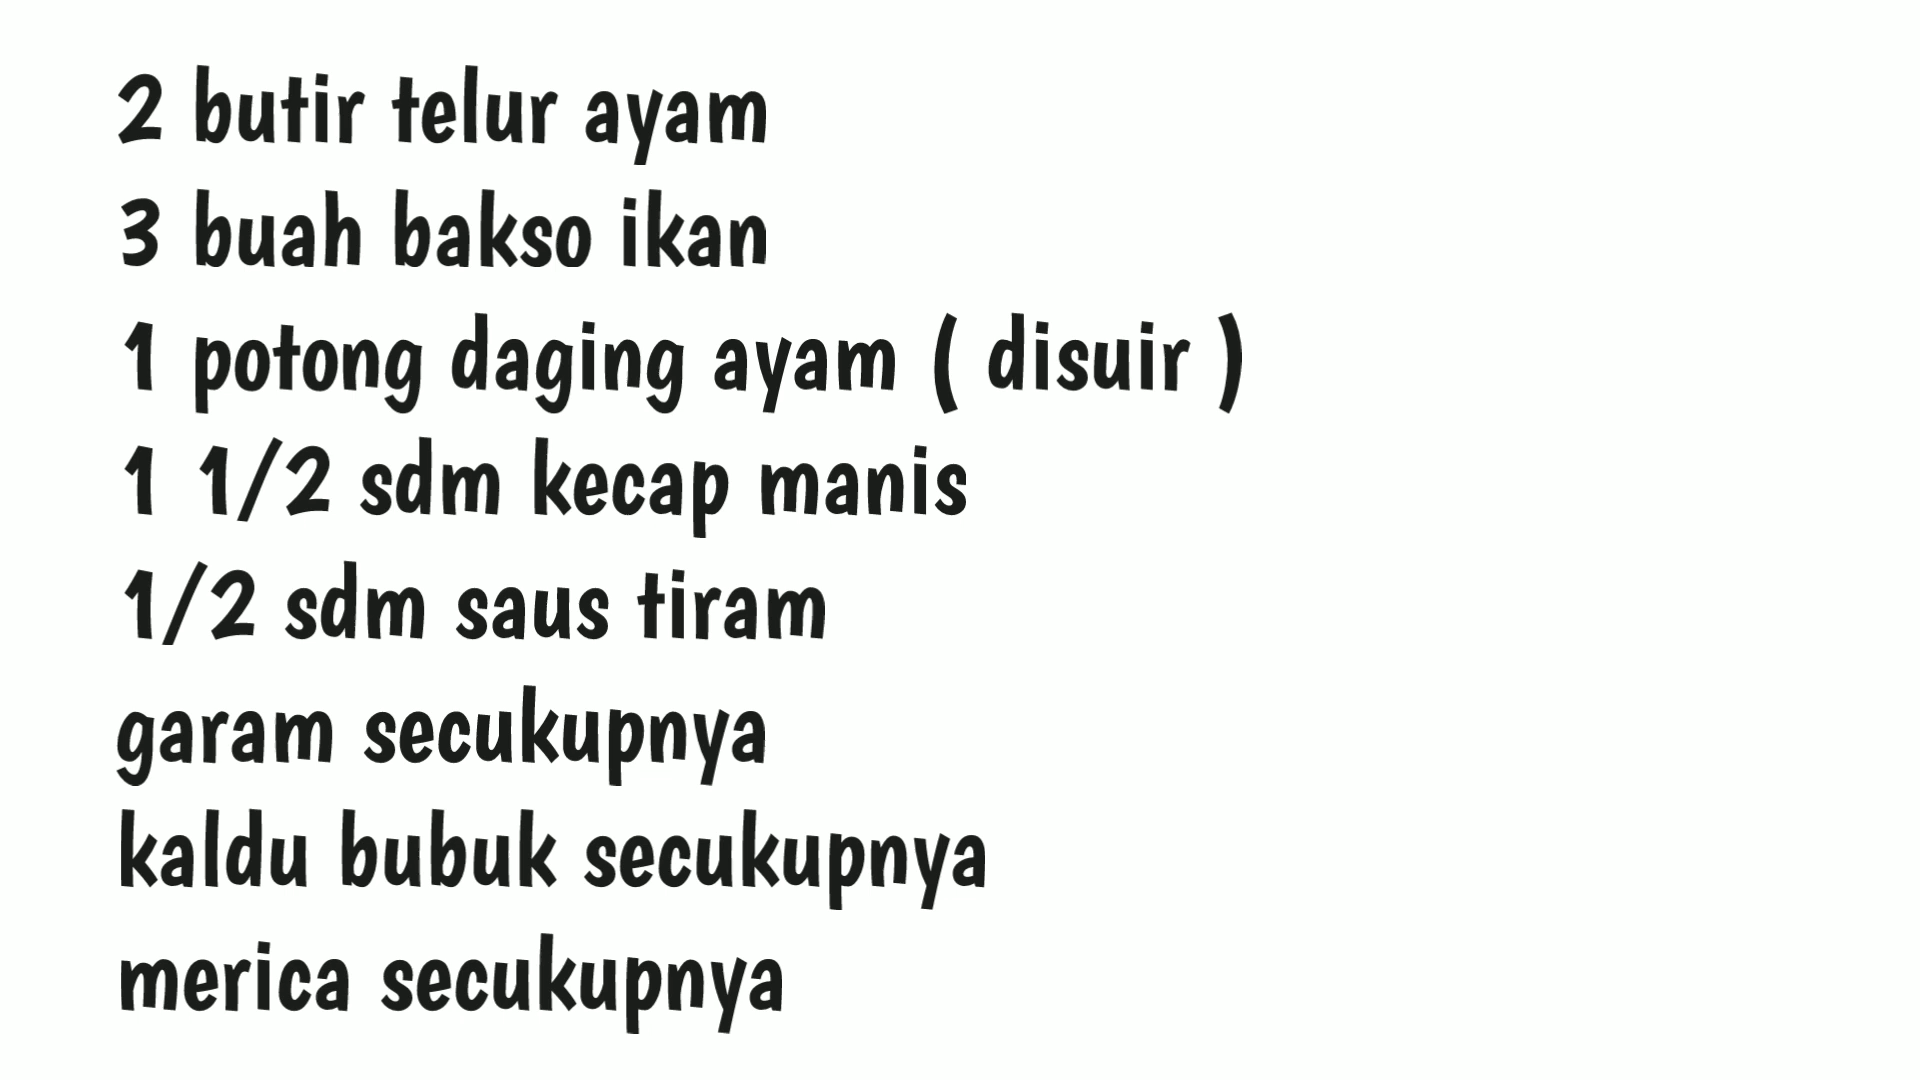 2 butir telur ayam
3 buah bakso ikan
1 potong daging ayam ( disuir )
1 1/2 sdm kecap manis
1/2 sdm saus tiram
garam secukupnya
kaldu bubuk secukupnya
merica secukupnya